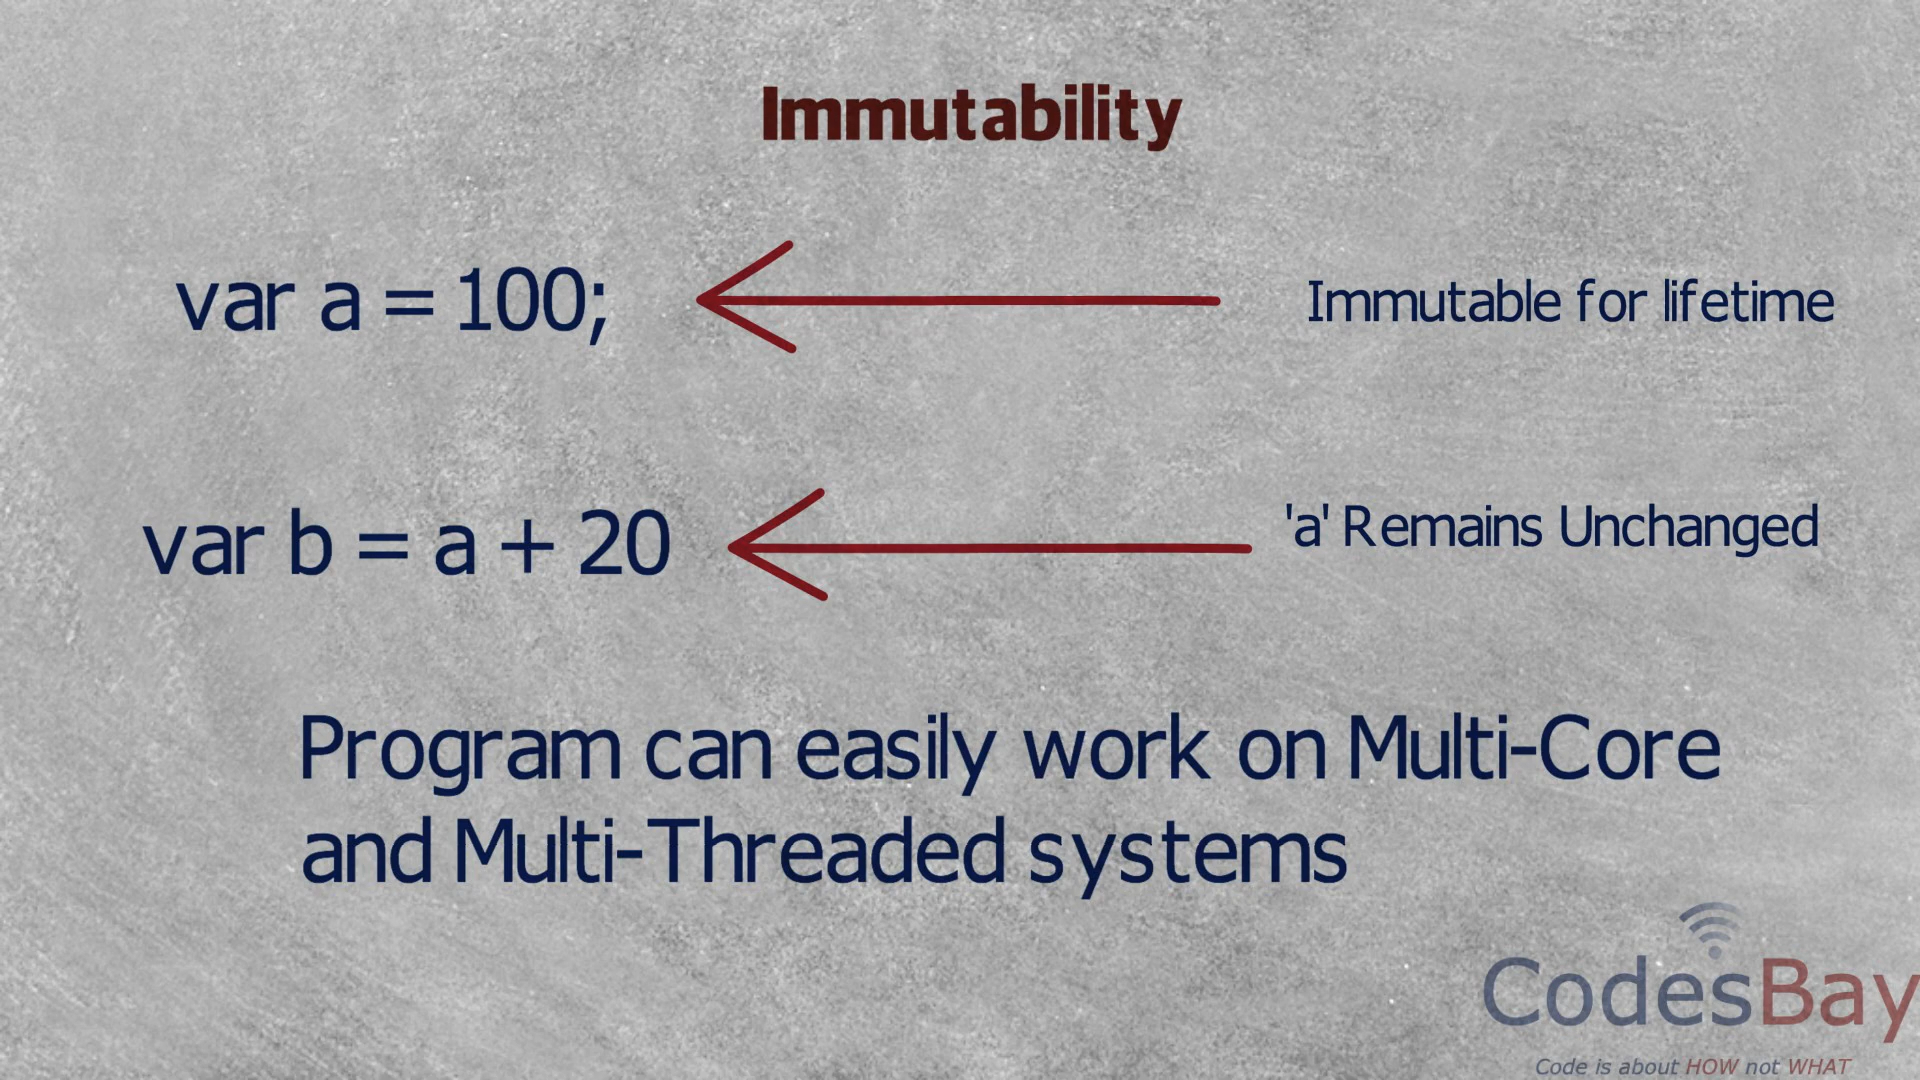 Immutability
var a = 100;
Immutable for lifetime
var b = a + 20
'a' Remains Unchanged
Program can easily work on Multi-Core
and Multi-Threaded systems
CodesBay
Code is about HOW not WHAT